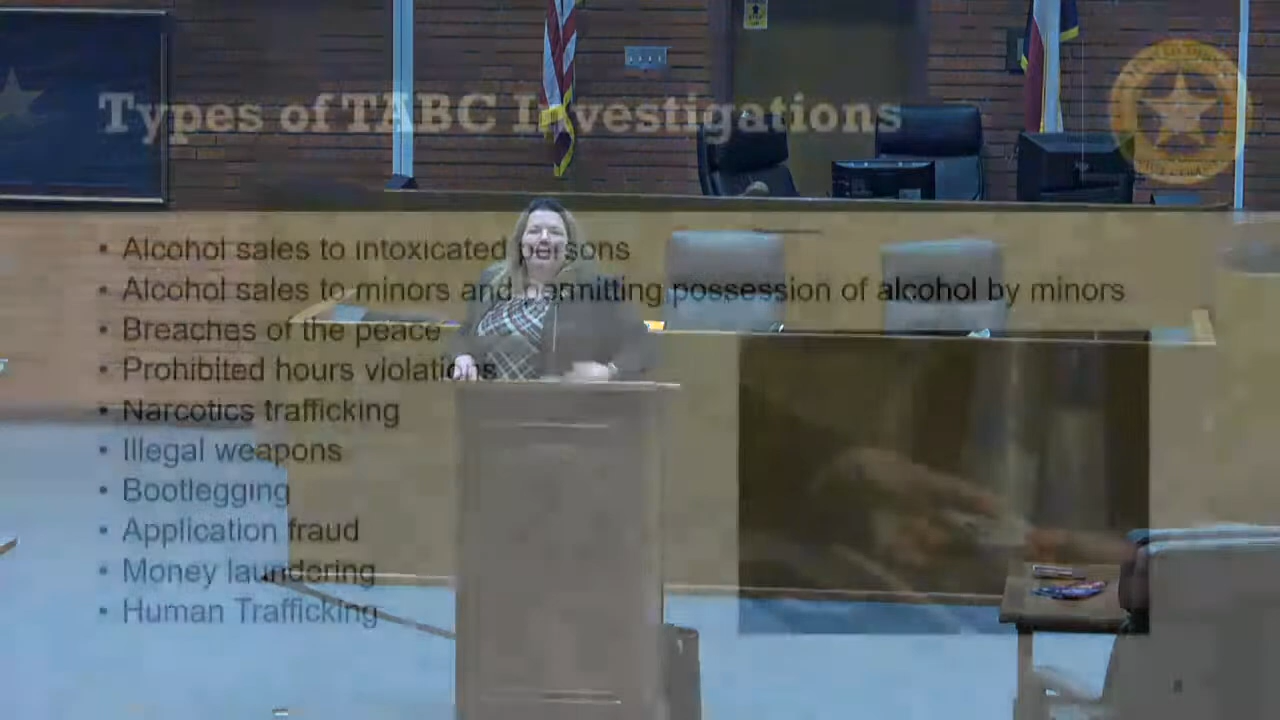 Types of TABC Investigations
• Alcohol sales to intoxicated persons
• Alcohol sales to minors and permitting possession of alcohol by minors
• Breaches of the peace
• Prohibited hours violations
• Narcotics trafficking
• Illegal weapons
• Bootlegging
• Application fraud
• Money laundering
• Human Trafficking